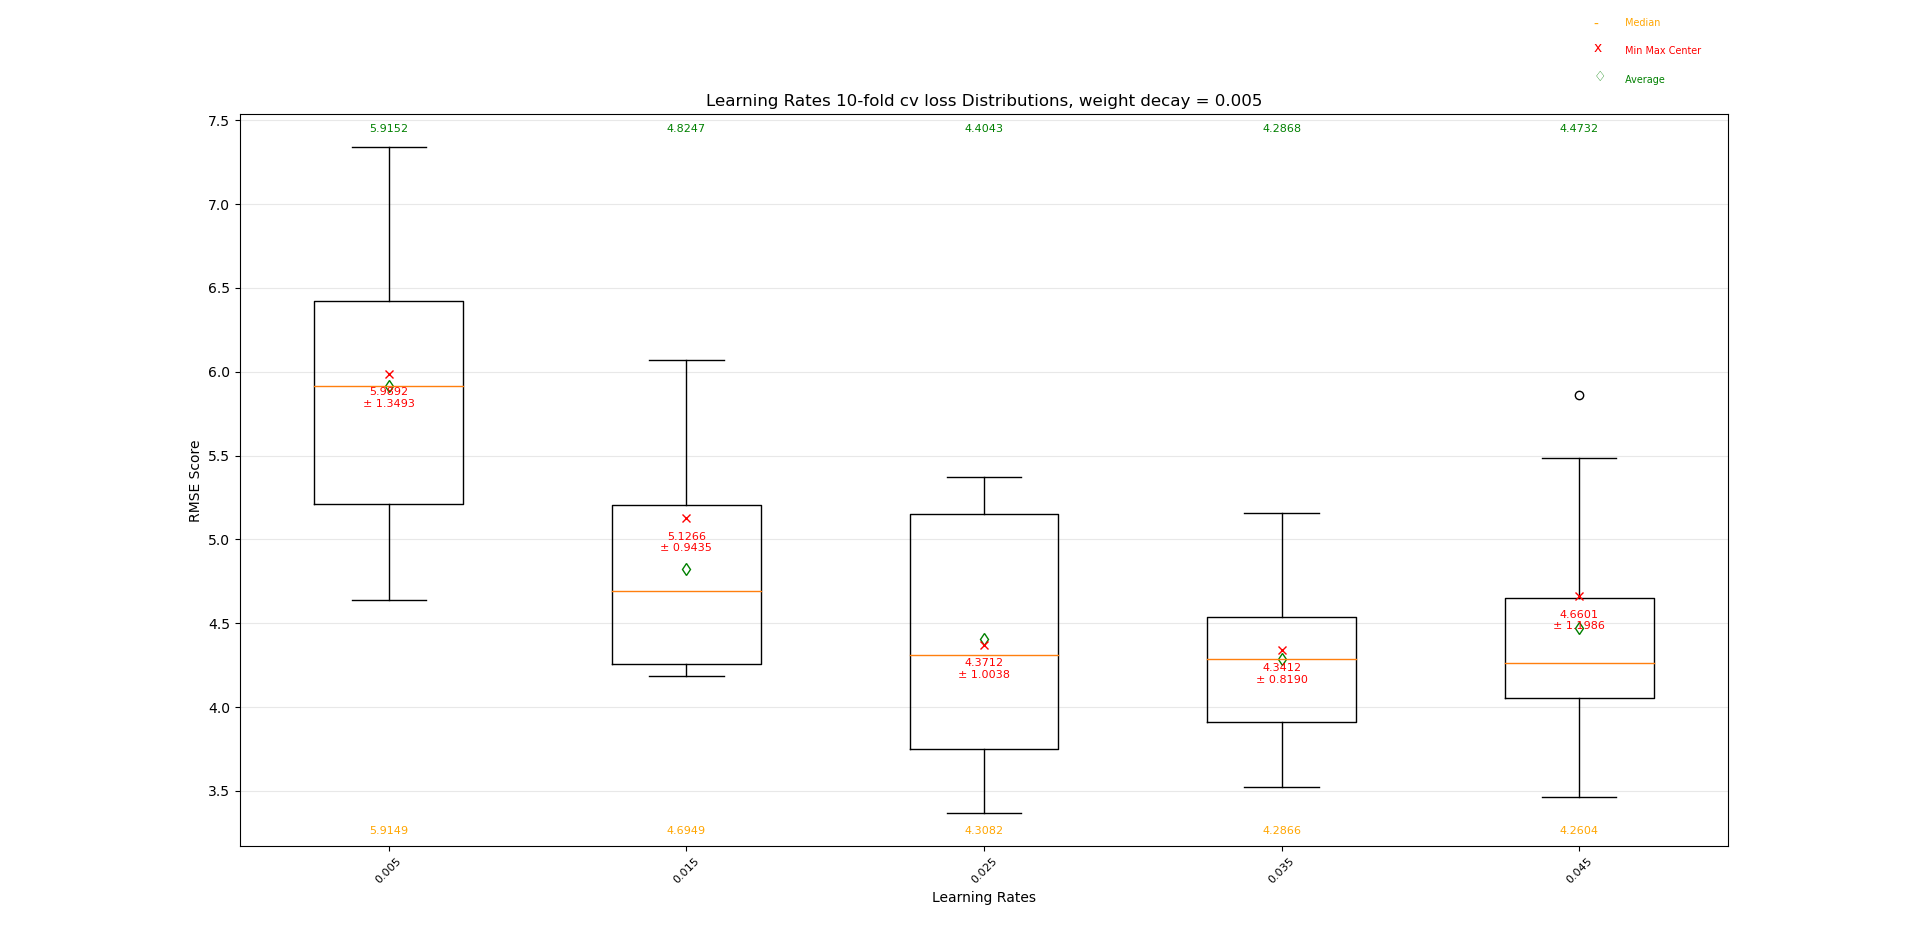 - Median
x Min Max Center
◇ Average
Learning Rates 10-fold cv loss Distributions, weight decay = 0.005
7.5
7.0
6.5
6.0
5.5
5.0
4.5
4.0
3.5
RMSE Score
5.9152 4.8247 4.4043 4.2868 4.4732
5.9892
± 1.3493
5.1266
± 0.9435
4.3712
± 1.0038
4.3412
± 0.8190
4.6601
± 1.1986
5.9149 4.6949 4.3082 4.2866 4.2604
0.005 0.015 0.025 0.035 0.045
Learning Rates